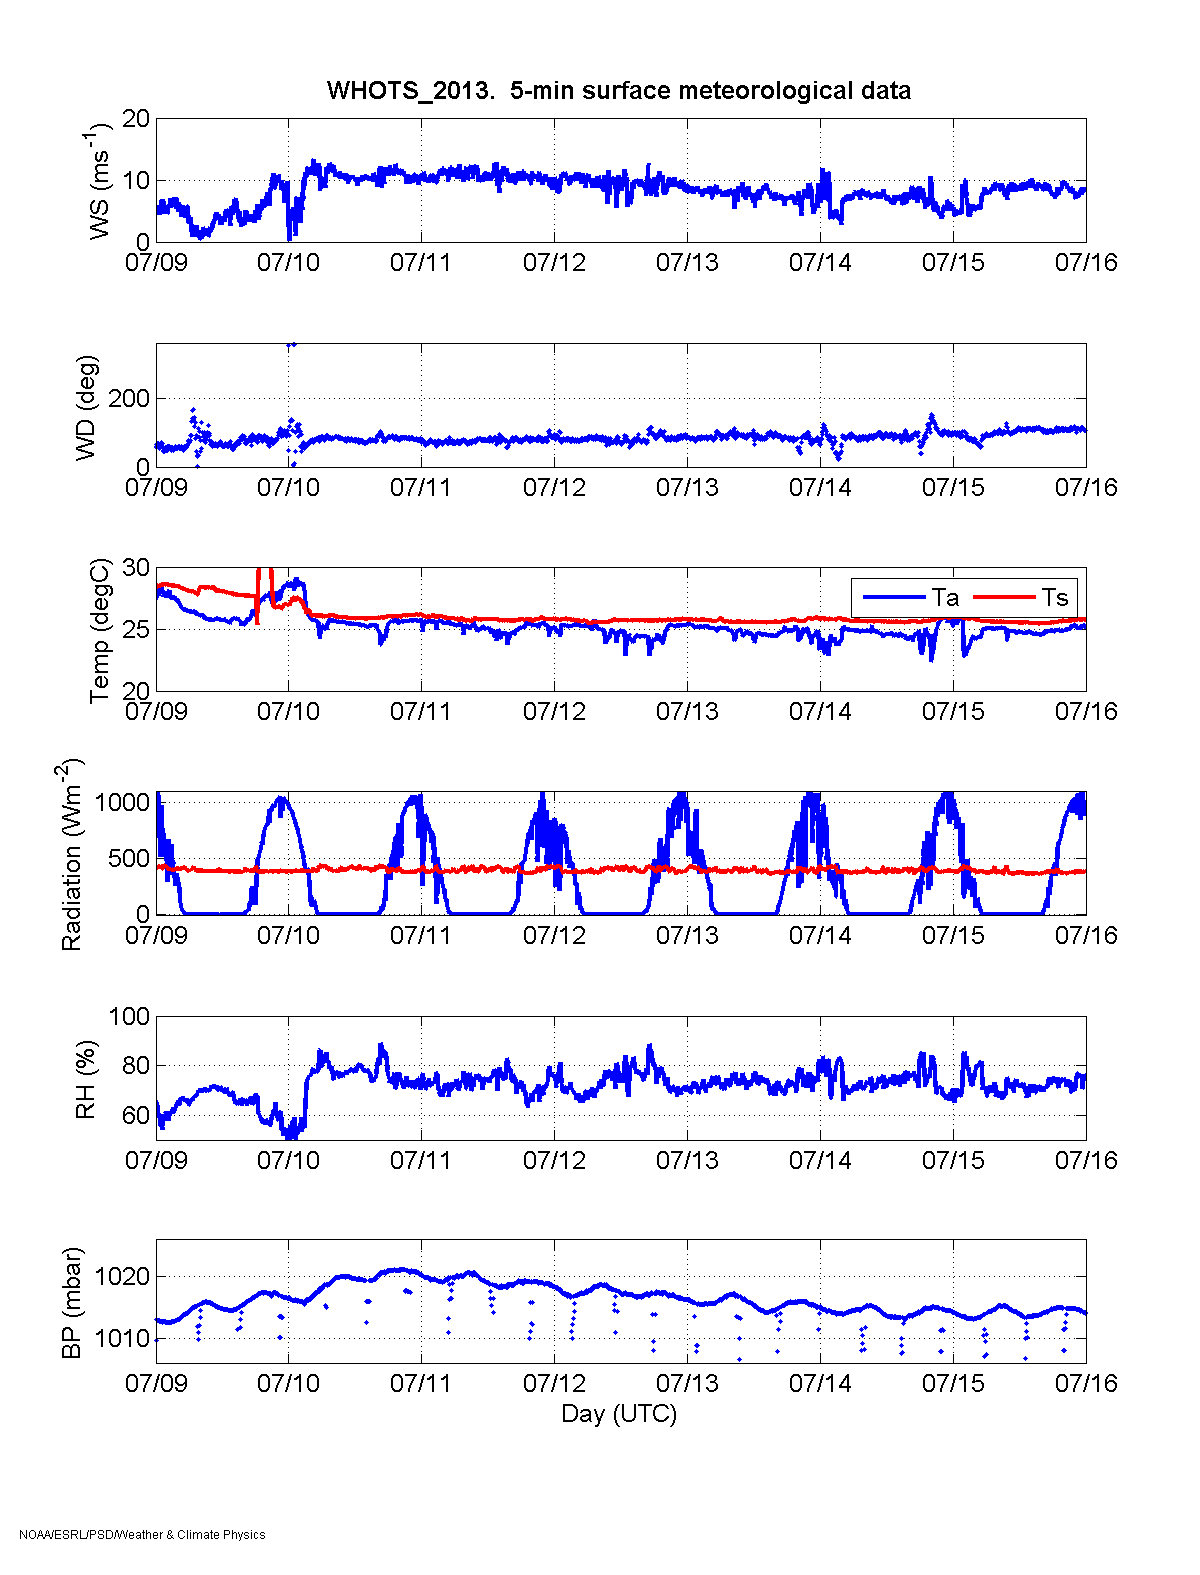 WHOTS_2013.  5-min surface meteorological data
WS (ms-1)
20
10
0
07/09 07/10 07/11 07/12 07/13 07/14 07/15 07/16
WD (deg)
200
0
07/09 07/10 07/11 07/12 07/13 07/14 07/15 07/16
Temp (degC)
30
25
20
Ta Ts
07/09 07/10 07/11 07/12 07/13 07/14 07/15 07/16
Radiation (Wm-2)
1000
500
0
07/09 07/10 07/11 07/12 07/13 07/14 07/15 07/16
RH (%)
100
80
60
07/09 07/10 07/11 07/12 07/13 07/14 07/15 07/16
BP (mbar)
1020
1010
07/09 07/10 07/11 07/12 07/13 07/14 07/15 07/16
Day (UTC)
NOAA/ESRL/PSD/Weather & Climate Physics